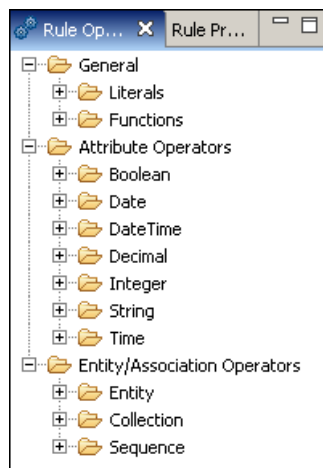 Rule Op... Rule Pr...
General
Literals
Functions
Attribute Operators
Boolean
Date
DateTime
Decimal
Integer
String
Time
Entity/Association Operators
Entity
Collection
Sequence